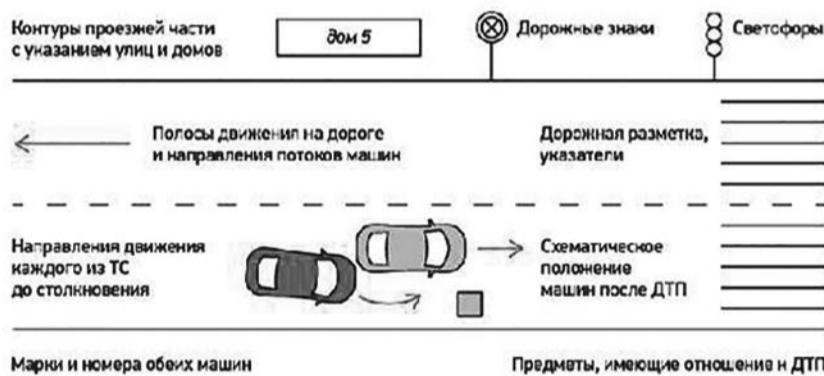 Контуры проезжей части
с указанием улиц и домов
дом 5
Дорожные знаки
Светофоры
Полосы движения на дороге
и направления потоков машин
Дорожная разметка,
указатели
Направления движения
каждого из ТС
до столкновения
Схематическое
положение
машин после ДТП
Марки и номера обеих машин
Предметы, имеющие отношение к ДТП